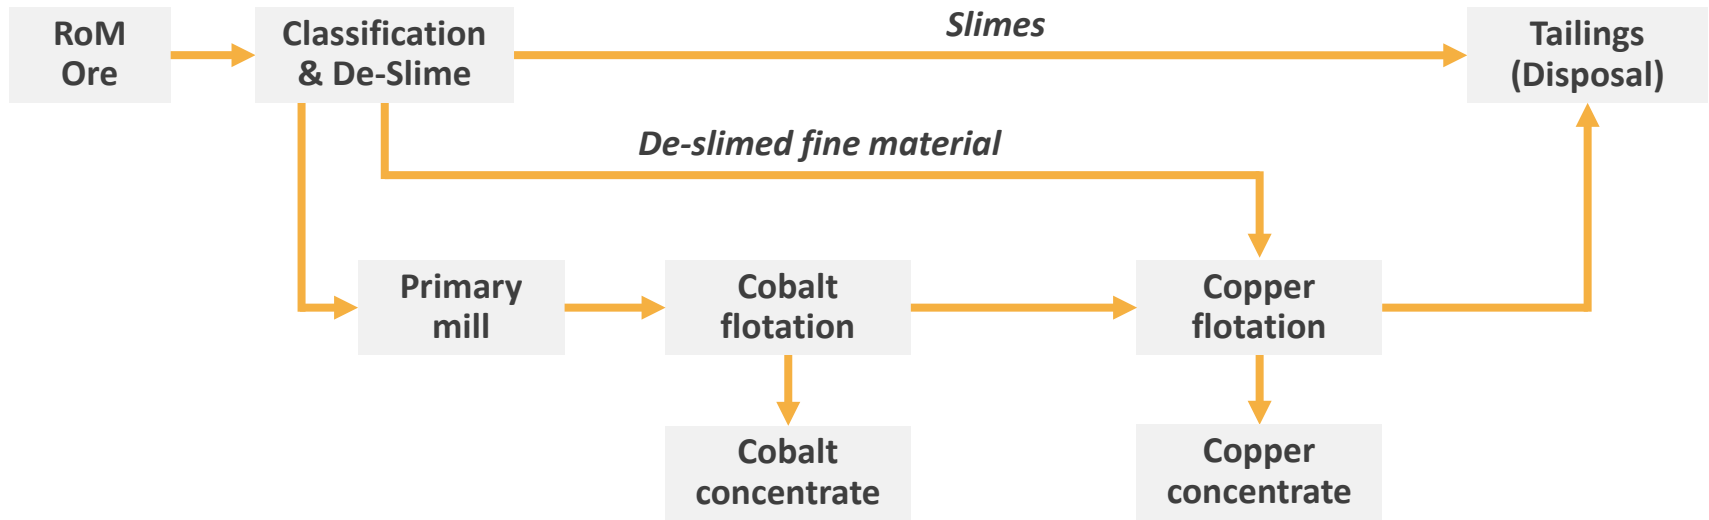 RoM
Ore
Classification
& De-Slime
Slimes
Tailings
(Disposal)
De-slimed fine material
Primary
mill
Cobalt
flotation
Copper
flotation
Cobalt
concentrate
Copper
concentrate